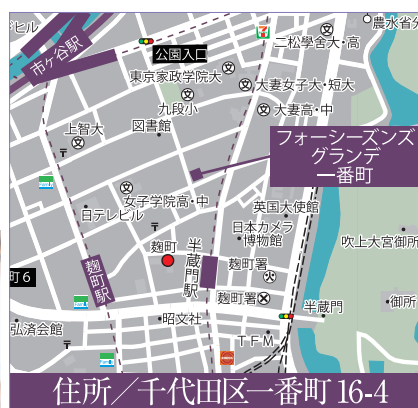 ドヒル
市ヶ谷駅
公園入口
農水省分
二松學舎大・高
東京家政学院大
大妻女子大・短大
九段小
大妻高・中
上智大
図書館
フォーシーズンズ
グランデ
一番町
女子学院高・中
日テレビル
英国大使館
日本カメラ
博物館
吹上大宮御所
麹町
半蔵門駅
麹町署
麹町駅
町6
麹町署
御所
半蔵門
弘済会館
昭文社
TFM
住所／千代田区一番町16-4